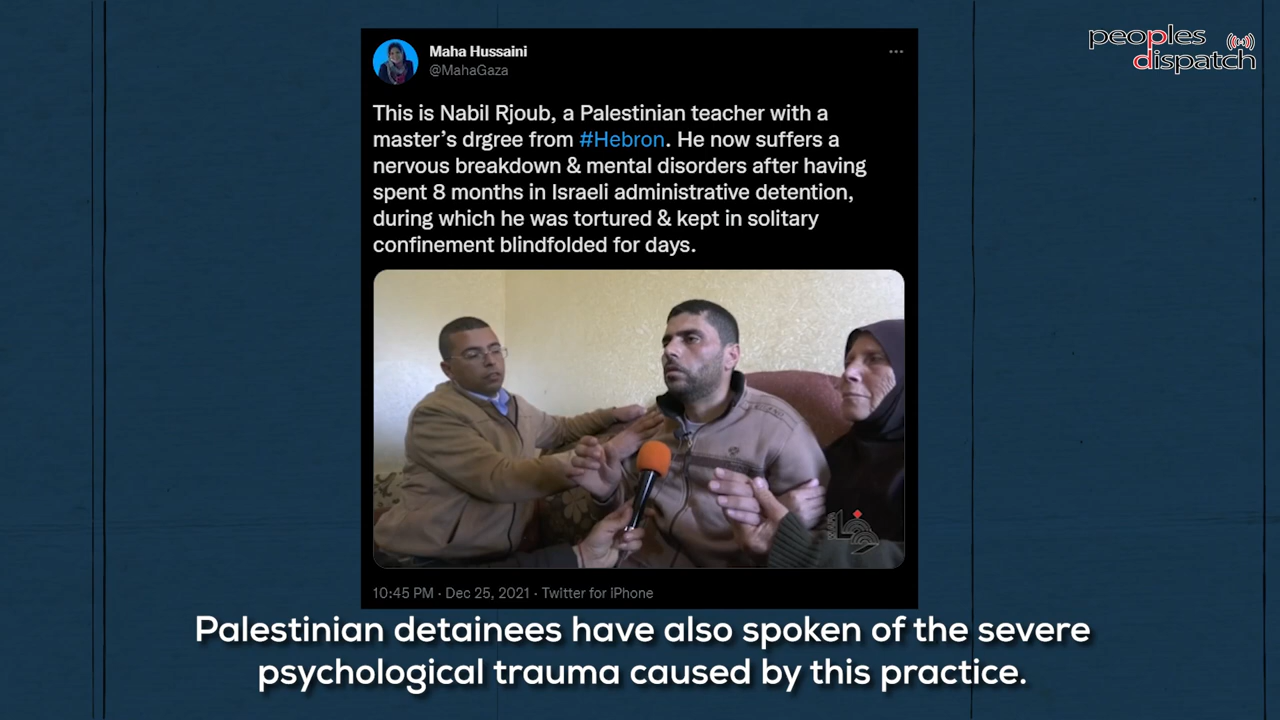 peoples
dispatch
Maha Hussaini
@MahaGaza
This is Nabil Rjoub, a Palestinian teacher with a
master’s drgree from #Hebron. He now suffers a
nervous breakdown & mental disorders after having
spent 8 months in Israeli administrative detention,
during which he was tortured & kept in solitary
confinement blindfolded for days.
10:45 PM · Dec 25, 2021 · Twitter for iPhone
Palestinian detainees have also spoken of the severe
psychological trauma caused by this practice.